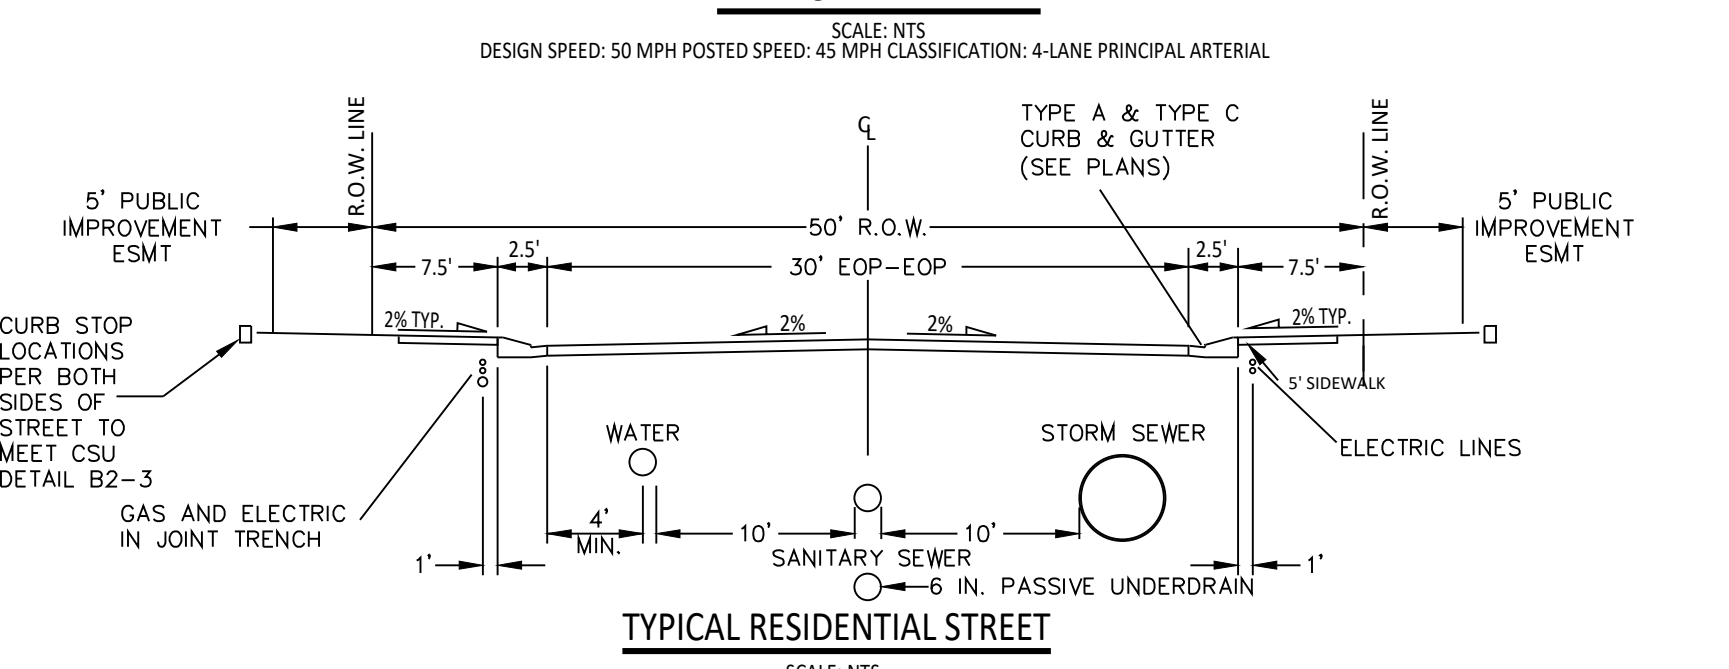 SCALE: NTS
DESIGN SPEED: 50 MPH POSTED SPEED: 45 MPH CLASSIFICATION: 4-LANE PRINCIPAL ARTERIAL
R.O.W. LINE
CL
TYPE A & TYPE C
CURB & GUTTER
(SEE PLANS)
R.O.W. LINE
5' PUBLIC
IMPROVEMENT
ESMT
50' R.O.W.
5' PUBLIC
IMPROVEMENT
ESMT
7.5'
2.5'
30' EOP-EOP
2.5'
7.5'
2% TYP.
2%
2%
2% TYP.
CURB STOP
LOCATIONS
PER BOTH
SIDES OF
STREET TO
MEET CSU
DETAIL B2-3
5' SIDEWALK
ELECTRIC LINES
GAS AND ELECTRIC
IN JOINT TRENCH
WATER
STORM SEWER
4'
MIN.
10'
10'
SANITARY SEWER
1'
1'
6 IN. PASSIVE UNDERDRAIN
TYPICAL RESIDENTIAL STREET
SCALE: NTS